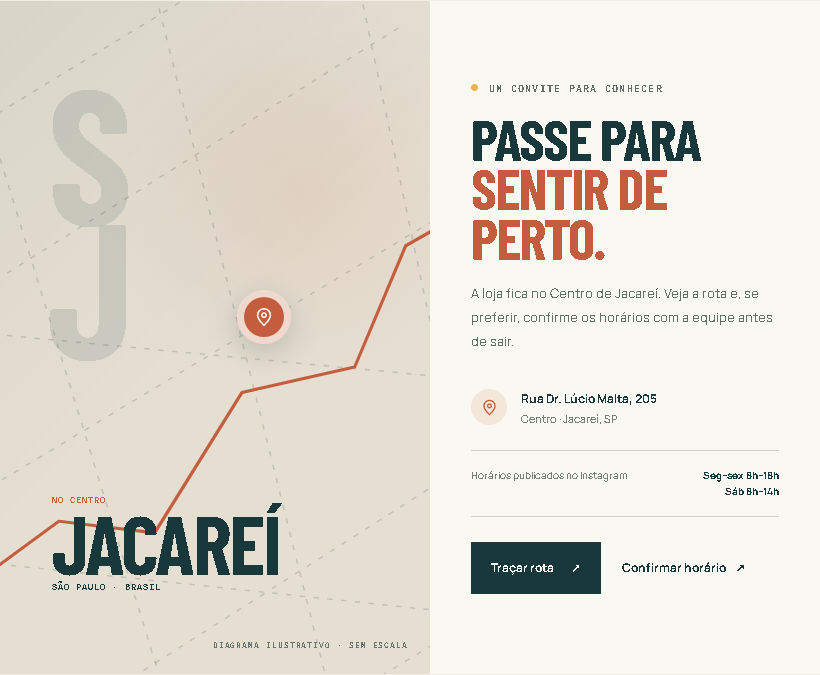 S
J
NO CENTRO
JACAREÍ
SÃO PAULO · BRASIL
DIAGRAMA ILUSTRATIVO · SEM ESCALA
UM CONVITE PARA CONHECER
PASSE PARA
SENTIR DE
PERTO.
A loja fica no Centro de Jacareí. Veja a rota e, se
preferir, confirme os horários com a equipe antes
de sair.
Rua Dr. Lúcio Malta, 205
Centro · Jacareí, SP
Horários publicados no Instagram
Seg–sex 8h–18h
Sáb 8h–14h
Traçar rota ↗
Confirmar horário ↗